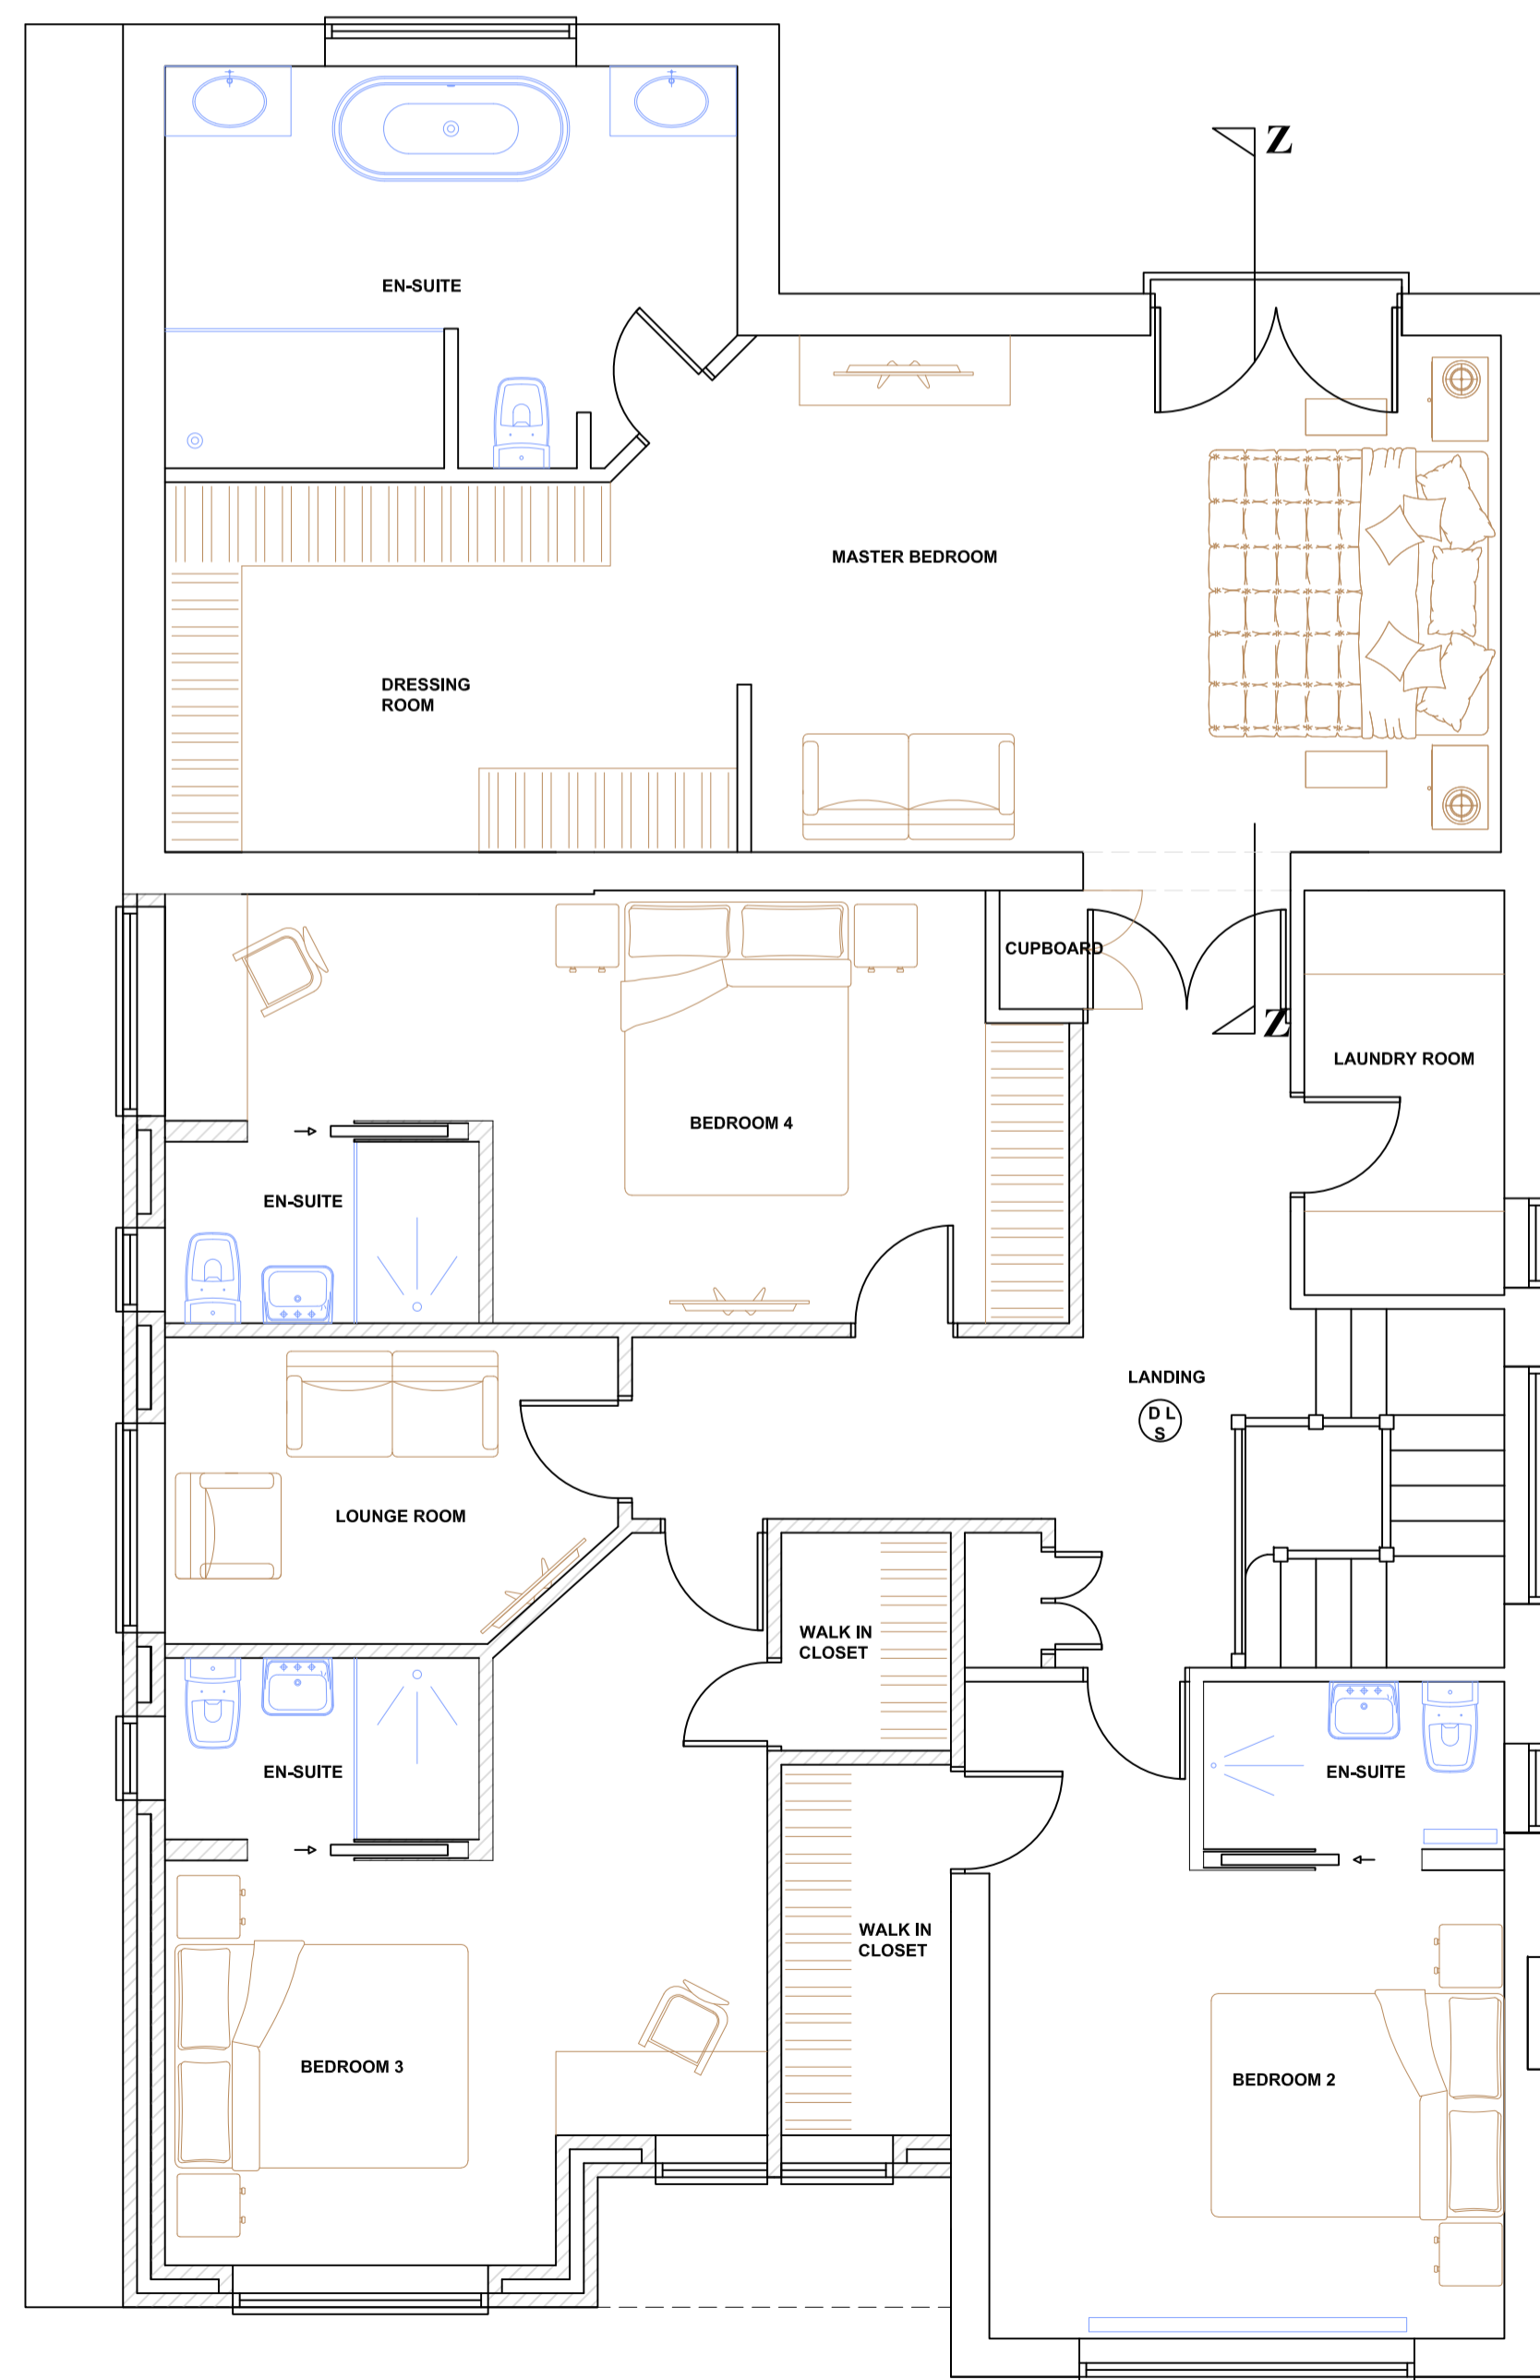 Z
EN-SUITE
MASTER BEDROOM
DRESSING
ROOM
CUPBOARD
Z
LAUNDRY ROOM
BEDROOM 4
EN-SUITE
LANDING
D L
S
LOUNGE ROOM
WALK IN
CLOSET
EN-SUITE
EN-SUITE
WALK IN
CLOSET
BEDROOM 3
BEDROOM 2